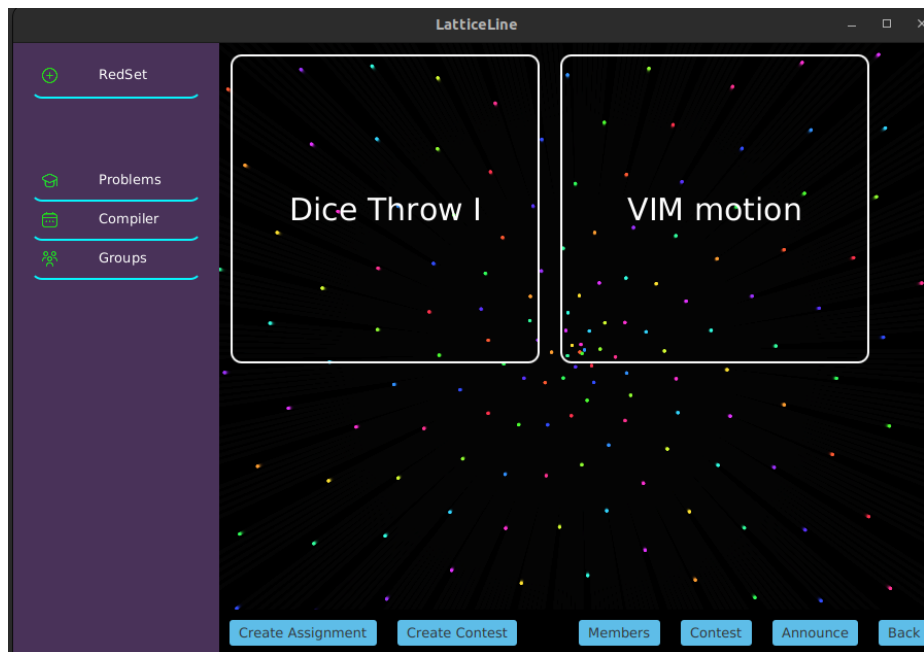 LatticeLine
RedSet
Problems
Compiler
Groups
Dice Throw I
VIM motion
Create Assignment
Create Contest
Members
Contest
Announce
Back